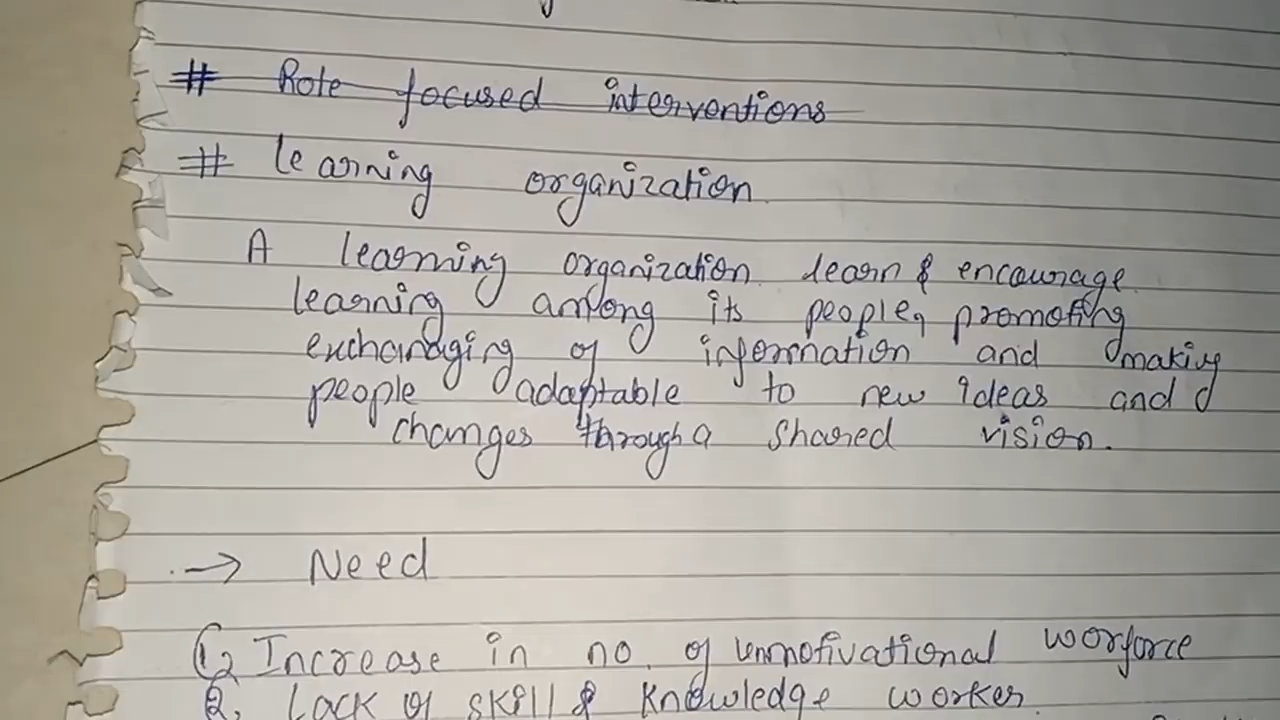 # Role focused interventions
# learning organization
A learning organization learn & encourage
learning among its people, promoting
exchanging of information and making
people adaptable to new ideas and
changes through a shared vision.
→ Need
1, Increase in no. of unmotivational worforce
2, Lack of skill & knowledge worker